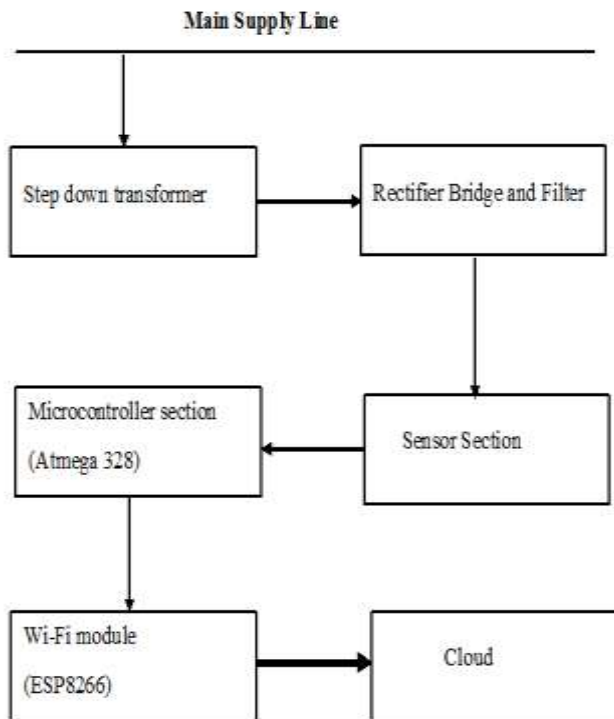 Main Supply Line
Step down transformer
Rectifier Bridge and Filter
Microcontroller section
(Atmega 328)
Sensor Section
Wi-Fi module
(ESP8266)
Cloud